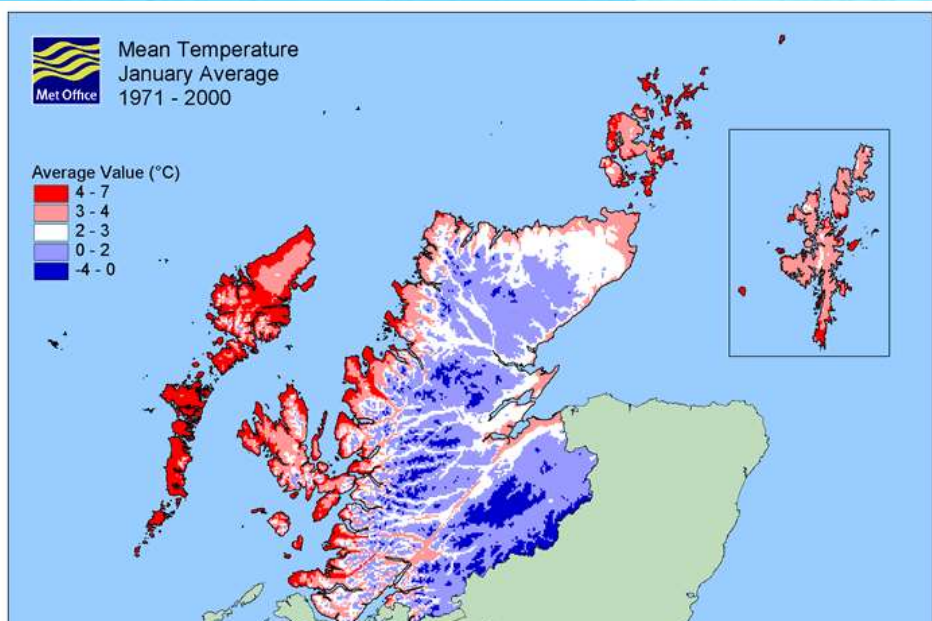 Met Office
Mean Temperature
January Average
1971 - 2000
Average Value (°C)
4 - 7
3 - 4
2 - 3
0 - 2
-4 - 0